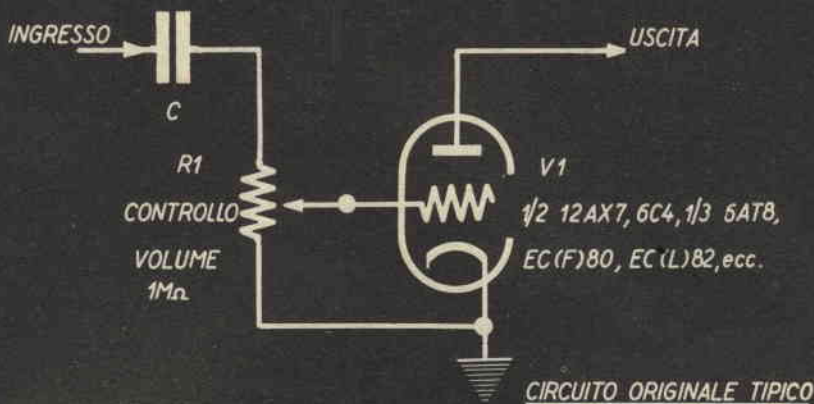 INGRESSO
USCITA
C
R1
V1
CONTROLLO
1/2 12AX7, 6C4, 1/3 6AT8,
VOLUME
EC(F)80, EC(L)82, ecc.
1MΩ
CIRCUITO ORIGINALE TIPICO